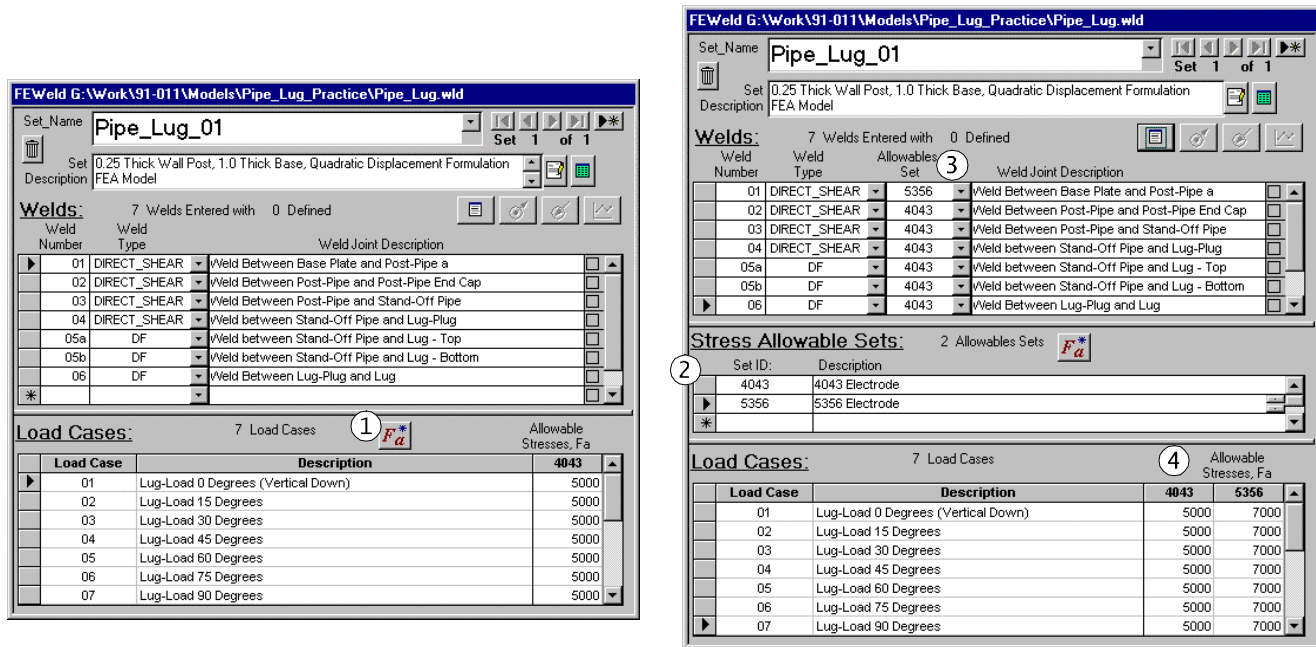 FEWeld G:\Work\91-011\Models\Pipe_Lug_Practice\Pipe_Lug.wld
Set_Name Pipe_Lug_01
Set 1 of 1
Set Description 0.25 Thick Wall Post, 1.0 Thick Base, Quadratic Displacement Formulation
FEA Model
Welds: 7 Welds Entered with 0 Defined
Weld Number Weld Type Weld Joint Description
01 DIRECT_SHEAR Weld Between Base Plate and Post-Pipe a
02 DIRECT_SHEAR Weld Between Post-Pipe and Post-Pipe End Cap
03 DIRECT_SHEAR Weld Between Post-Pipe and Stand-Off Pipe
04 DIRECT_SHEAR Weld between Stand-Off Pipe and Lug-Plug
05a DF Weld between Stand-Off Pipe and Lug - Top
05b DF Weld between Stand-Off Pipe and Lug - Bottom
06 DF Weld Between Lug-Plug and Lug
*
Load Cases: 7 Load Cases 1 Fa* Allowable Stresses, Fa
Load Case Description 4043
01 Lug-Load 0 Degrees (Vertical Down) 5000
02 Lug-Load 15 Degrees 5000
03 Lug-Load 30 Degrees 5000
04 Lug-Load 45 Degrees 5000
05 Lug-Load 60 Degrees 5000
06 Lug-Load 75 Degrees 5000
07 Lug-Load 90 Degrees 5000
FEWeld G:\Work\91-011\Models\Pipe_Lug_Practice\Pipe_Lug.wld
Set_Name Pipe_Lug_01
Set 1 of 1
Set Description 0.25 Thick Wall Post, 1.0 Thick Base, Quadratic Displacement Formulation
FEA Model
Welds: 7 Welds Entered with 0 Defined
Weld Number Weld Type Allowables Set 3 Weld Joint Description
01 DIRECT_SHEAR 5356 Weld Between Base Plate and Post-Pipe a
02 DIRECT_SHEAR 4043 Weld Between Post-Pipe and Post-Pipe End Cap
03 DIRECT_SHEAR 4043 Weld Between Post-Pipe and Stand-Off Pipe
04 DIRECT_SHEAR 4043 Weld between Stand-Off Pipe and Lug-Plug
05a DF 4043 Weld between Stand-Off Pipe and Lug - Top
05b DF 4043 Weld between Stand-Off Pipe and Lug - Bottom
06 DF 4043 Weld Between Lug-Plug and Lug
Stress Allowable Sets: 2 Allowables Sets Fa*
2 Set ID: Description
4043 4043 Electrode
5356 5356 Electrode
*
Load Cases: 7 Load Cases 4 Allowable Stresses, Fa
Load Case Description 4043 5356
01 Lug-Load 0 Degrees (Vertical Down) 5000 7000
02 Lug-Load 15 Degrees 5000 7000
03 Lug-Load 30 Degrees 5000 7000
04 Lug-Load 45 Degrees 5000 7000
05 Lug-Load 60 Degrees 5000 7000
06 Lug-Load 75 Degrees 5000 7000
07 Lug-Load 90 Degrees 5000 7000